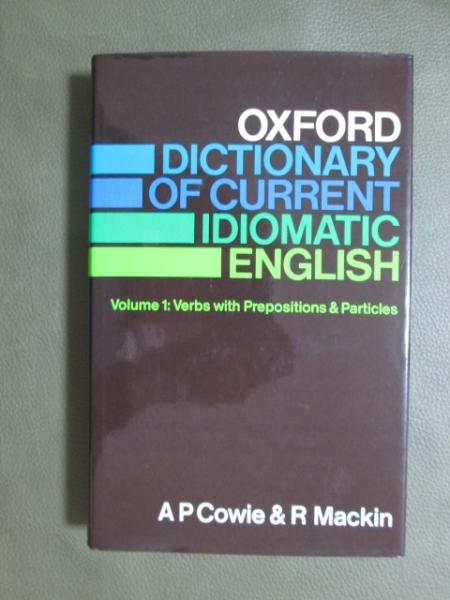 OXFORD
DICTIONARY
OF CURRENT
IDIOMATIC
ENGLISH
Volume 1: Verbs with Prepositions & Particles
A P Cowie & R Mackin